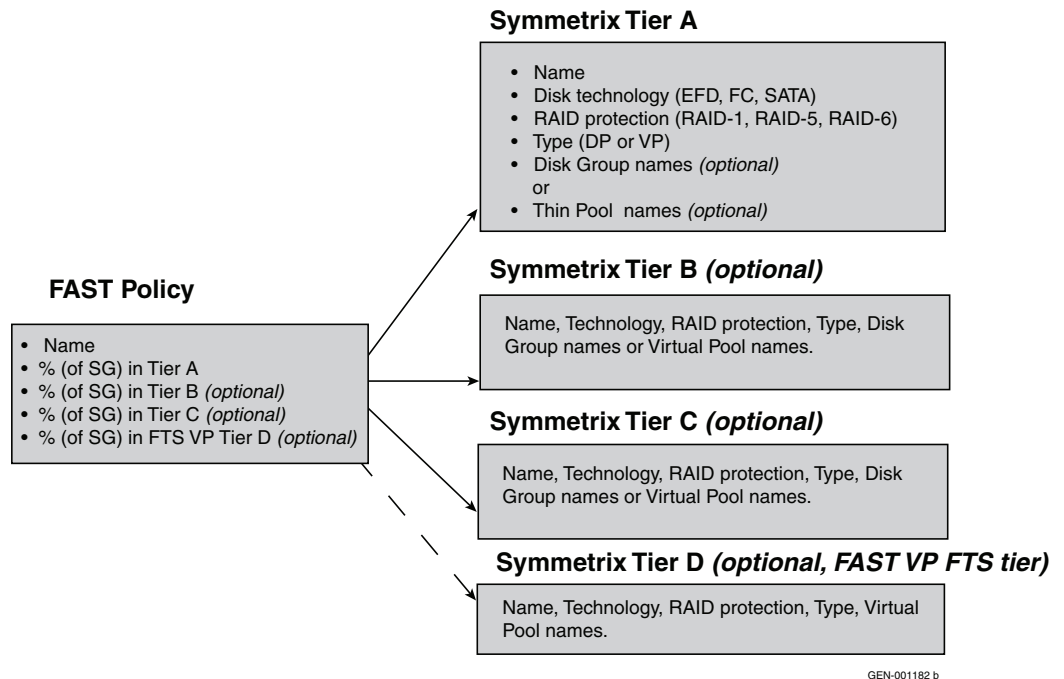 Symmetrix Tier A
• Name
• Disk technology (EFD, FC, SATA)
• RAID protection (RAID-1, RAID-5, RAID-6)
• Type (DP or VP)
• Disk Group names (optional)
or
• Thin Pool names (optional)
FAST Policy
• Name
• % (of SG) in Tier A
• % (of SG) in Tier B (optional)
• % (of SG) in Tier C (optional)
• % (of SG) in FTS VP Tier D (optional)
Symmetrix Tier B (optional)
Name, Technology, RAID protection, Type, Disk
Group names or Virtual Pool names.
Symmetrix Tier C (optional)
Name, Technology, RAID protection, Type, Disk
Group names or Virtual Pool names.
Symmetrix Tier D (optional, FAST VP FTS tier)
Name, Technology, RAID protection, Type, Virtual
Pool names.
GEN-001182 b